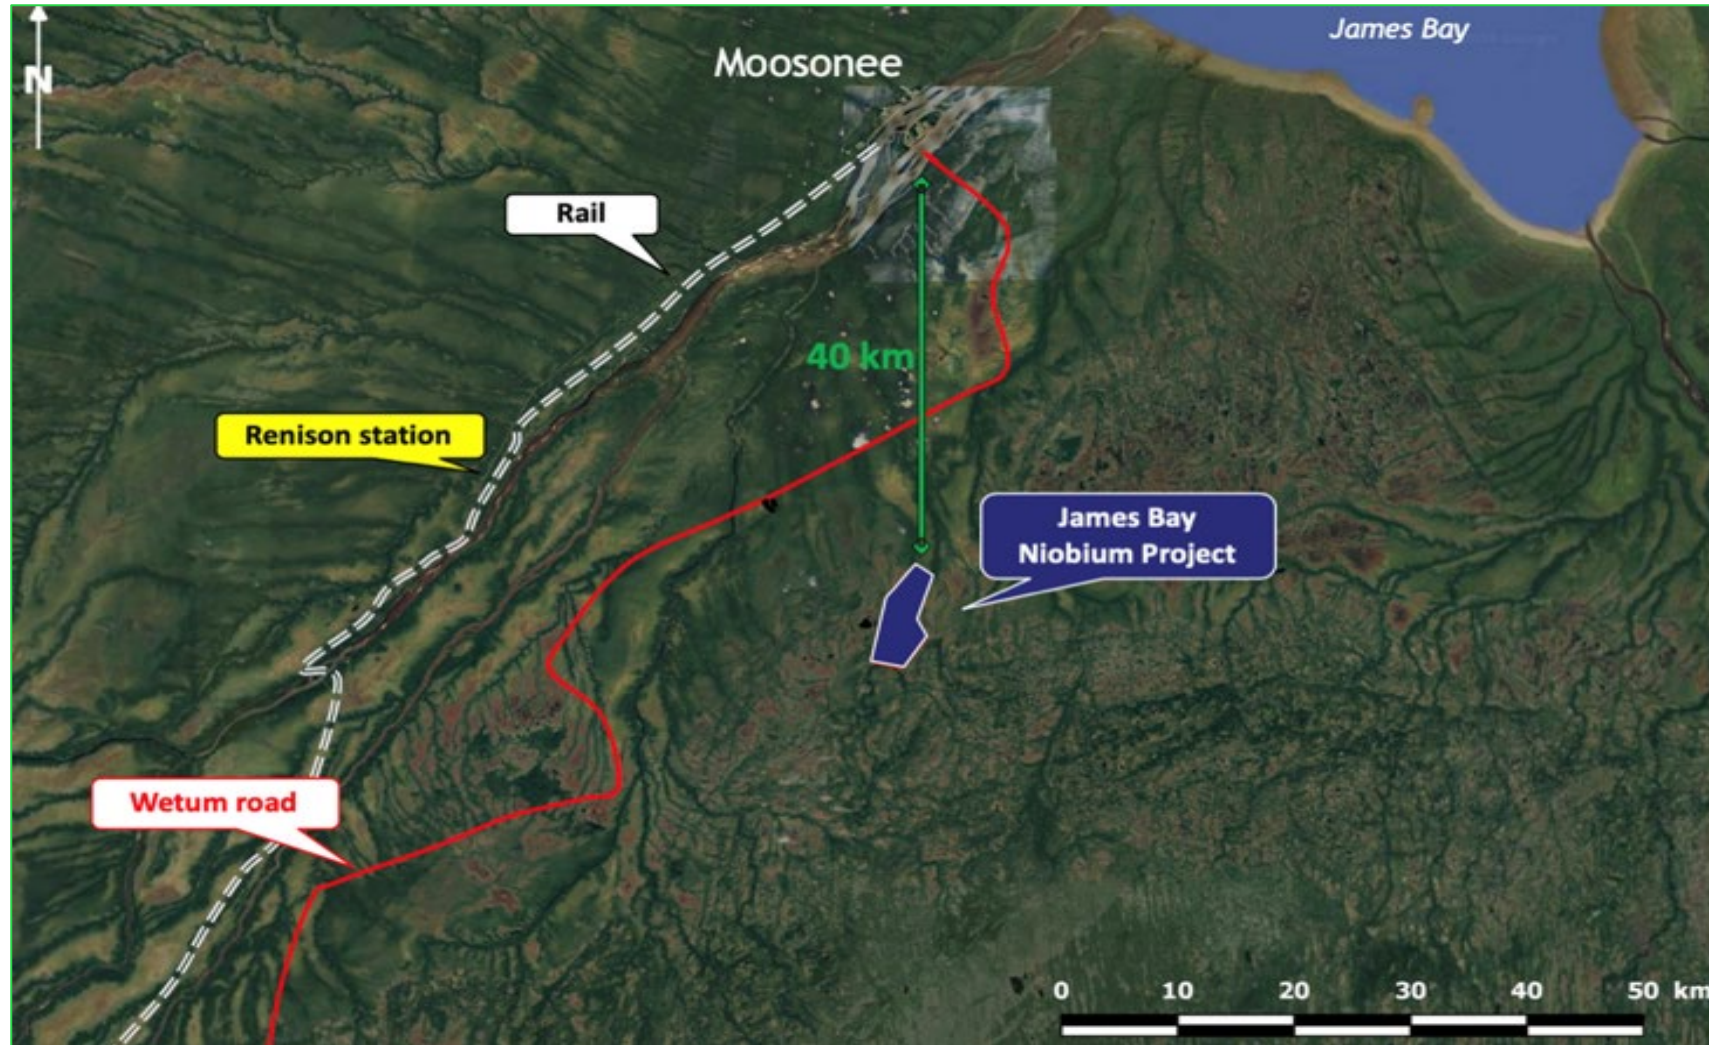 James Bay
N
Moosonee
Rail
40 km
Renison station
James Bay
Niobium Project
Wetum road
0 10 20 30 40 50 km